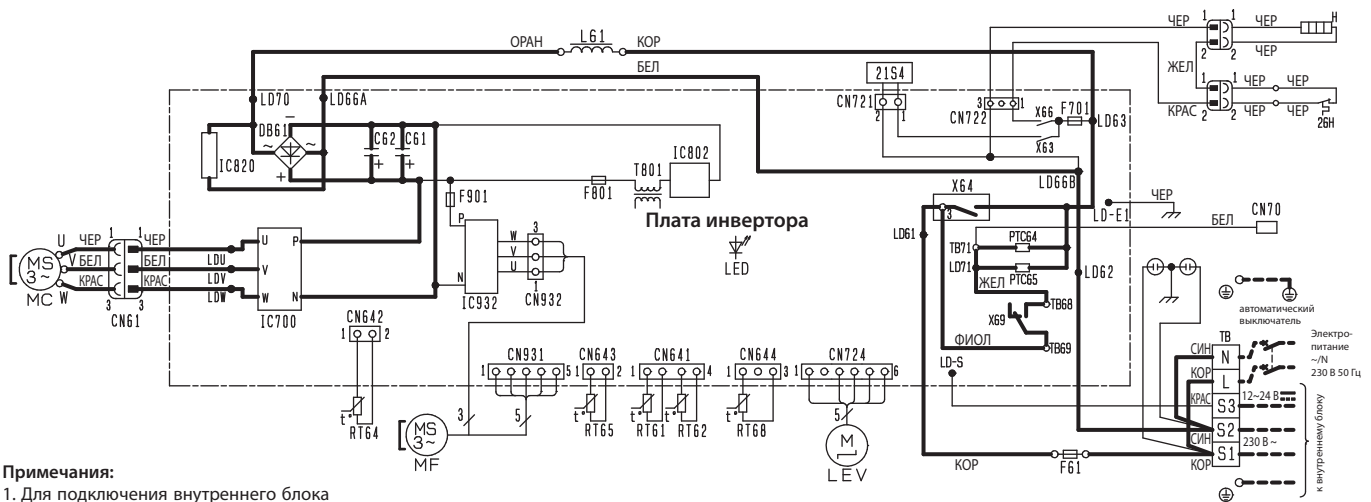 ОРАН
L61
КОР
БЕЛ
LD70
LD66A
DB61
~
~
−
+
IC820
C62
C61
+
+
F901
F801
T801
IC802
Плата инвертора
LED
21S4
CN721
2
1
CN722
3
1
X66
X63
F701
LD63
ЧЕР
1
1
ЧЕР
H
ЧЕР
2
2
ЖЕЛ
1
1
ЧЕР
ЧЕР
КРАС
2
2
ЧЕР
ЧЕР
26H
LD66B
X64
3
LD-E1
ЧЕР
БЕЛ
CN70
LD61
TB71
PTC64
LD71
PTC65
ЖЕЛ
LD62
X69
TB68
ФИОЛ
TB69
LD-S
U
ЧЕР
1
1
ЧЕР
V
БЕЛ
БЕЛ
W
КРАС
КРАС
3
3
MS
3~
MC
CN61
LDU
LDV
LDW
U
V
W
P
N
IC700
P
N
IC932
W
V
U
3
1
CN932
CN642
1
2
t°
RT64
MS
3~
MF
3
5
CN931
1
5
CN643
1
2
t°
RT65
CN641
1
4
t°
t°
RT61
RT62
CN644
1
3
t°
RT68
CN724
1
6
5
M
LEV
КОР
F61
TB
СИН
N
КОР
L
КРАС
S3
12~24 В
S2
СИН
230 В ~
S1
КОР
автоматический
выключатель
Электро-
питание
~/N
230 В 50 Гц
к внутреннему блоку
Примечания:
1. Для подключения внутреннего блока